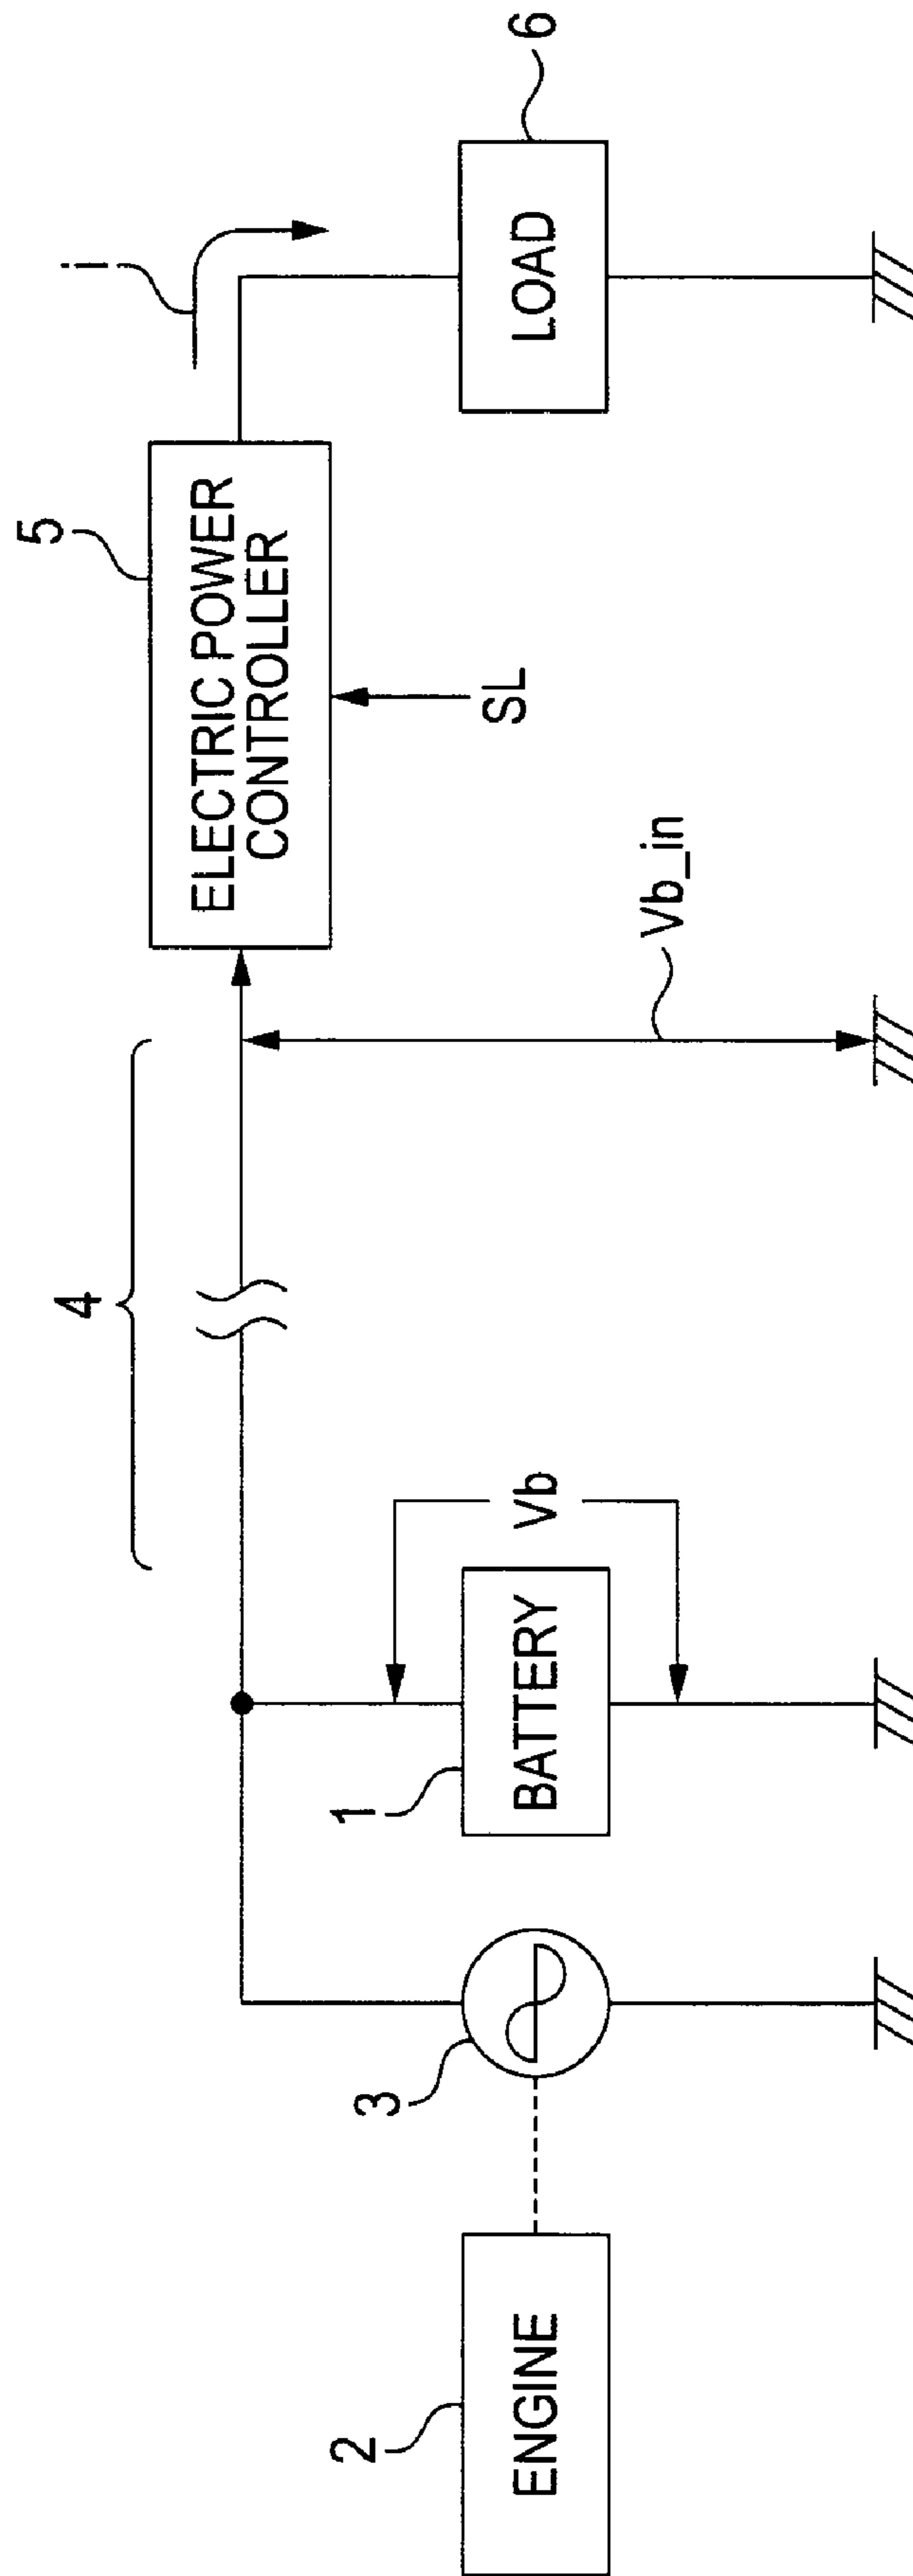 i
5
ELECTRIC POWER
CONTROLLER
6
LOAD
SL
4
Vb_in
Vb
1
BATTERY
3
2
ENGINE